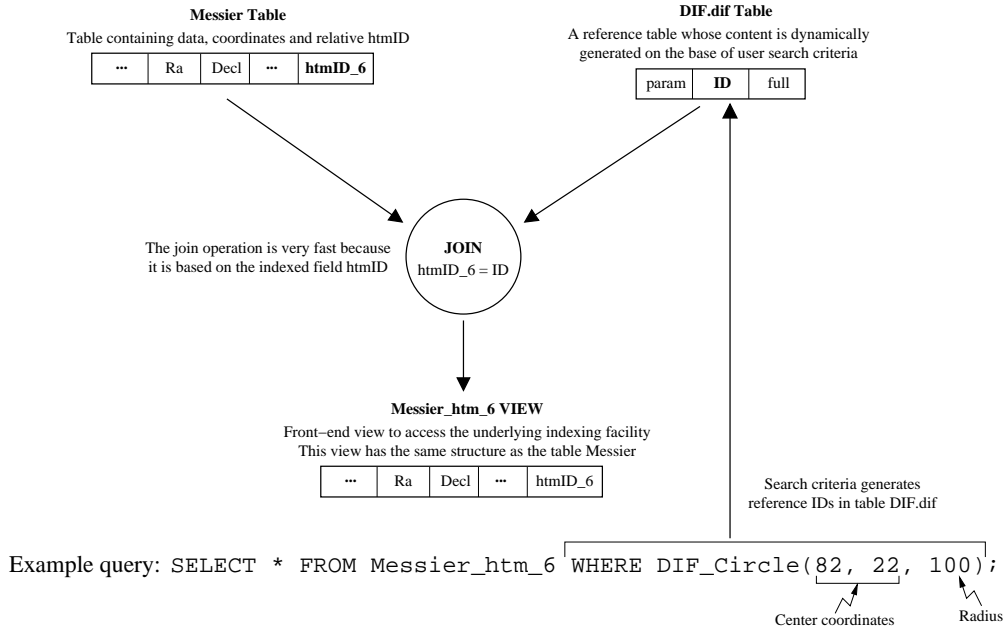 Messier Table
Table containing data, coordinates and relative htmID
... Ra Decl ... htmID_6
DIF.dif Table
A reference table whose content is dynamically
generated on the base of user search criteria
param ID full
The join operation is very fast because
it is based on the indexed field htmID
JOIN
htmID_6 = ID
Messier_htm_6 VIEW
Front−end view to access the underlying indexing facility
This view has the same structure as the table Messier
... Ra Decl ... htmID_6
Search criteria generates
reference IDs in table DIF.dif
Example query: SELECT * FROM Messier_htm_6 WHERE DIF_Circle(82, 22, 100);
Center coordinates
Radius